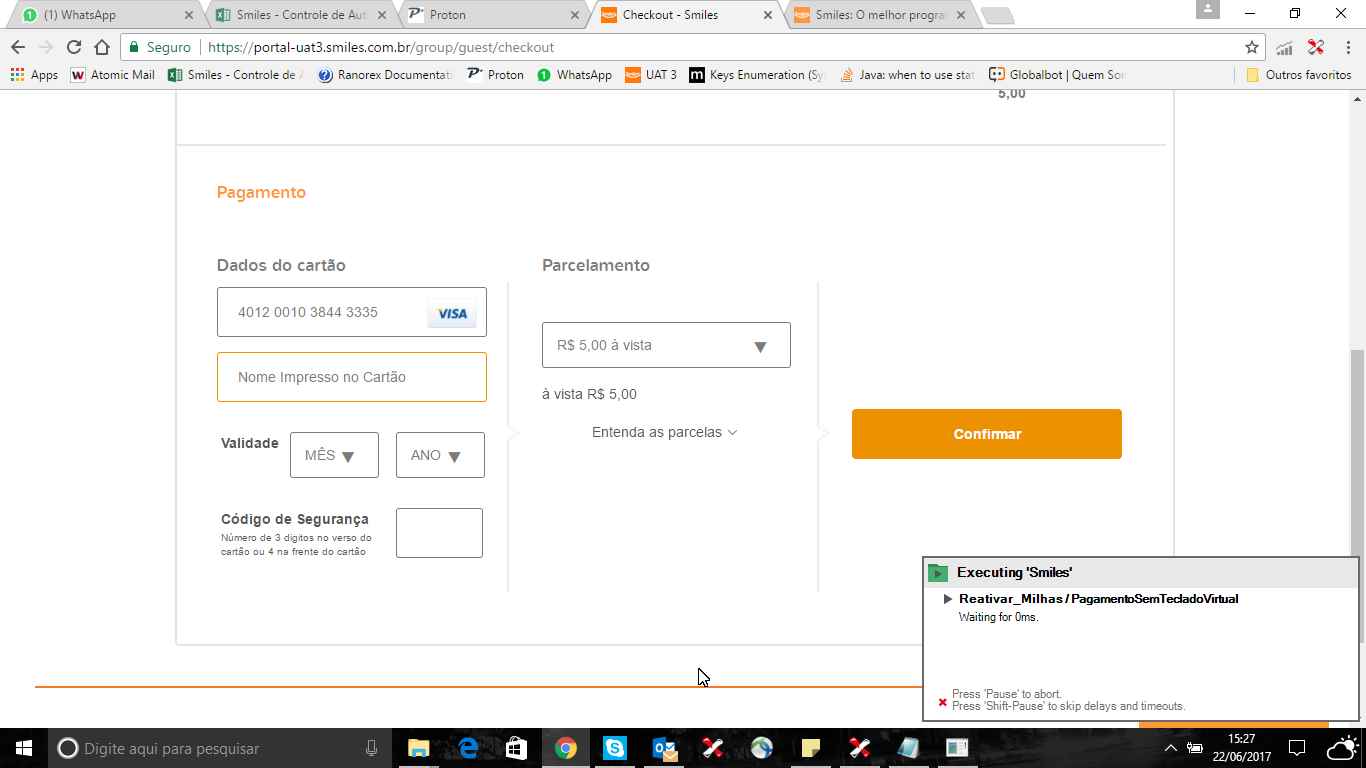 (1) WhatsApp
Smiles - Controle de Aut
Proton
Checkout - Smiles
Smiles: O melhor progra
Seguro
https://portal-uat3.smiles.com.br/group/guest/checkout
Apps
Atomic Mail
Smiles - Controle de A
Ranorex Documentati
Proton
WhatsApp
UAT 3
Keys Enumeration (Sy
Java: when to use stat
Globalbot | Quem Som
Outros favoritos
5,00
Pagamento
Dados do cartão
Parcelamento
4012 0010 3844 3335
VISA
Nome Impresso no Cartão
R$ 5,00 à vista
à vista R$ 5,00
Entenda as parcelas
Confirmar
Validade
MÊS
ANO
Código de Segurança
Número de 3 digitos no verso do
cartão ou 4 na frente do cartão
Executing 'Smiles'
Reativar_Milhas / PagamentoSemTecladoVirtual
Waiting for 0ms.
Press 'Pause' to abort.
Press 'Shift-Pause' to skip delays and timeouts.
Digite aqui para pesquisar
15:27
22/06/2017